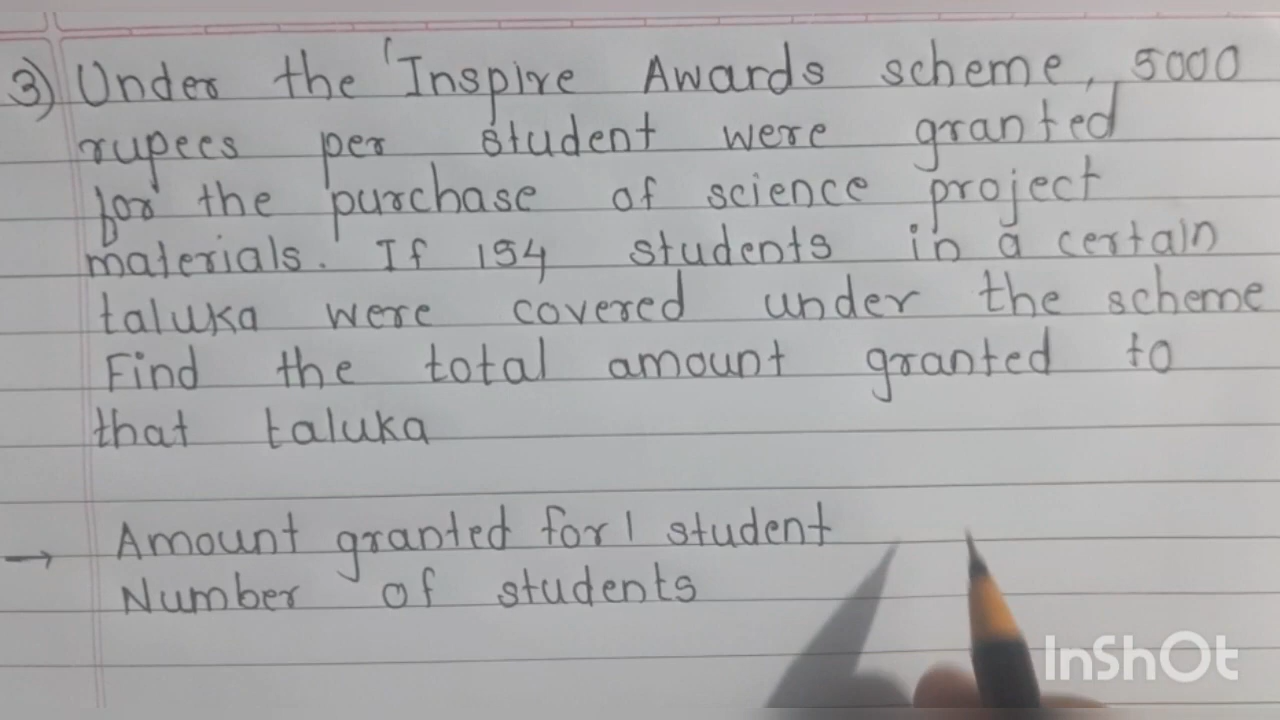 3) Under the 'Inspire Awards scheme, 5000
rupees per student were granted
for the purchase of science project
materials. If 154 students in a certain
taluka were covered under the scheme
Find the total amount granted to
that taluka
→ Amount granted for 1 student
Number of students
InShOt